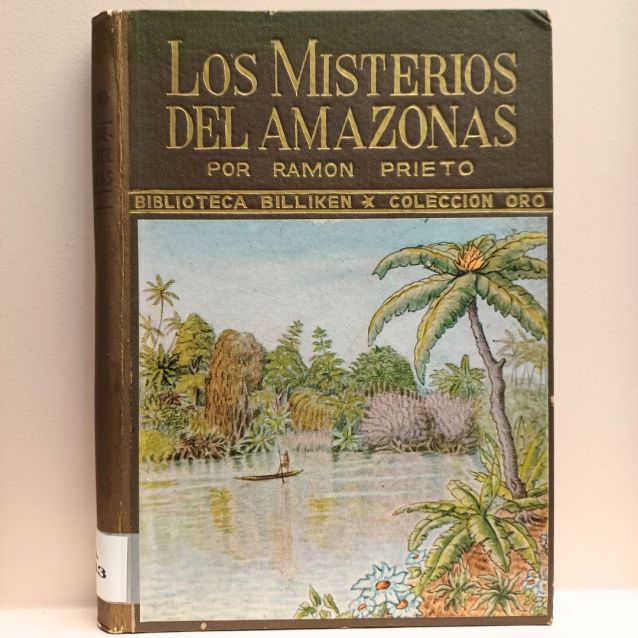 LOS MISTERIOS
DEL AMAZONAS
POR RAMON PRIETO
BIBLIOTECA BILLIKEN ★ COLECCION ORO